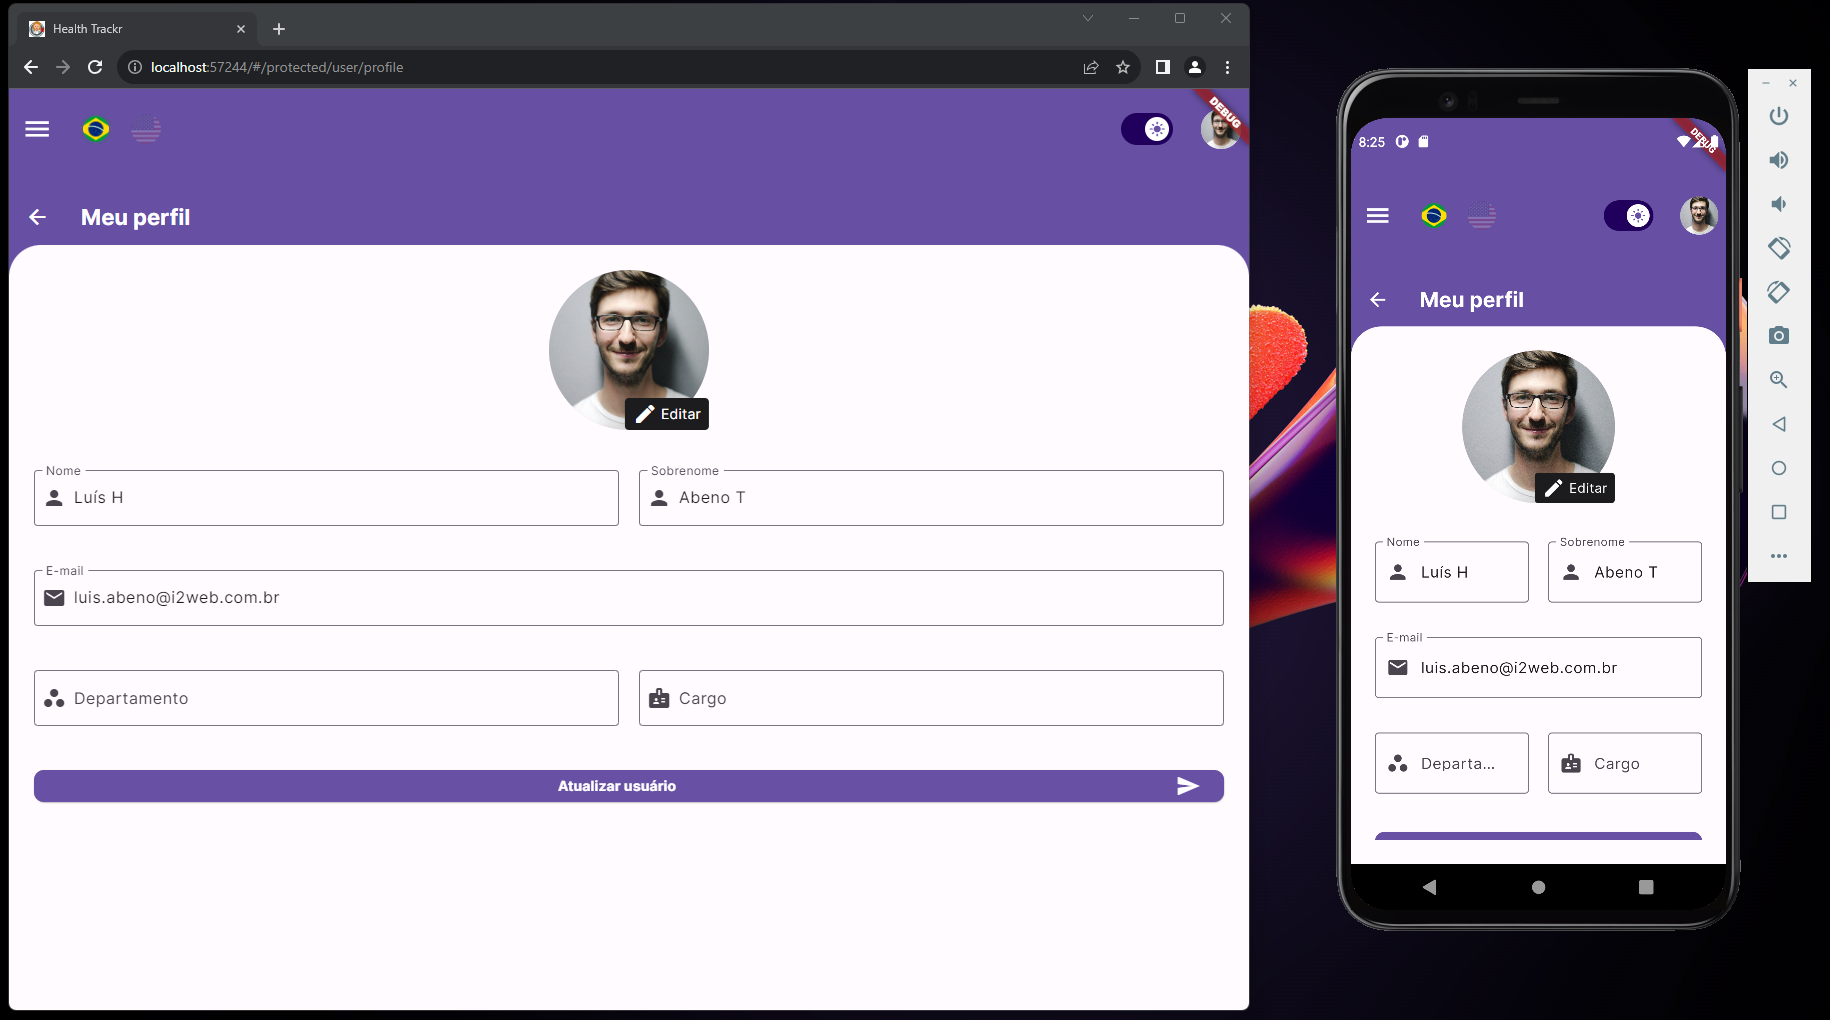 Health Trackr
localhost:57244/#/protected/user/profile
DEBUG
Meu perfil
Editar
Nome
Luís H
Sobrenome
Abeno T
E-mail
luis.abeno@i2web.com.br
Departamento
Cargo
Atualizar usuário
8:25
DEBUG
Meu perfil
Editar
Nome
Luís H
Sobrenome
Abeno T
E-mail
luis.abeno@i2web.com.br
Departa...
Cargo